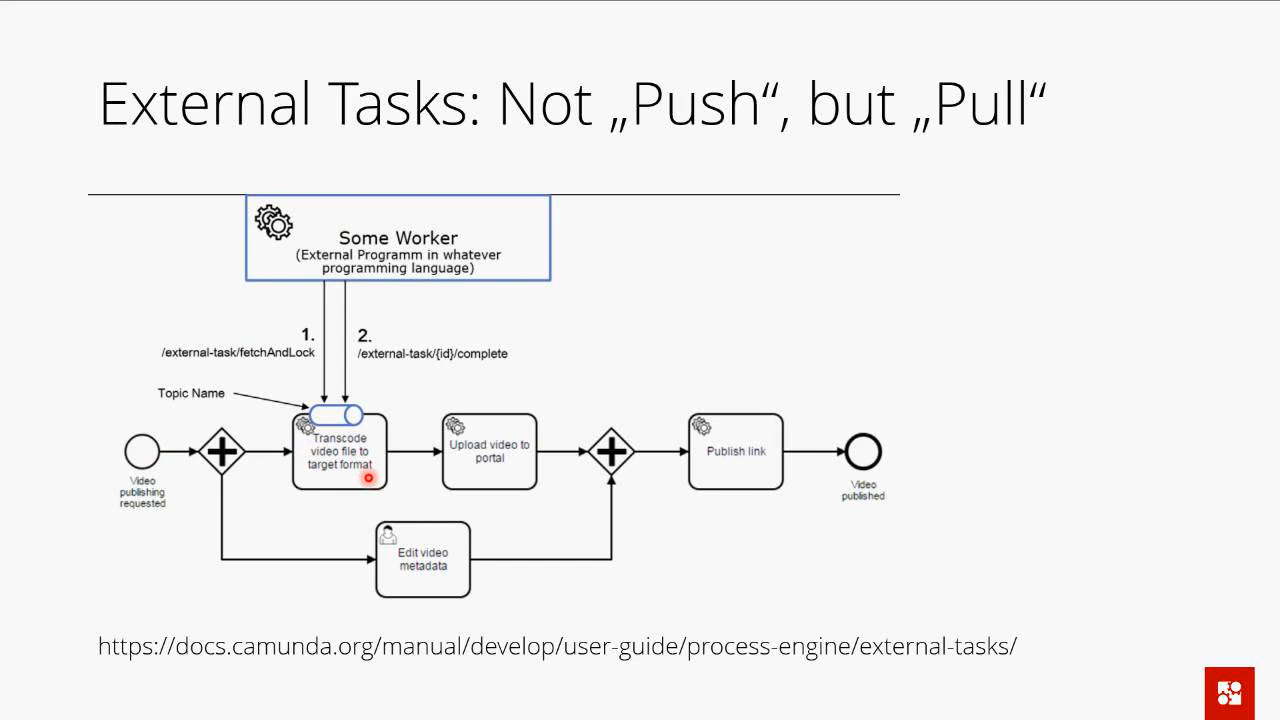 External Tasks: Not „Push“, but „Pull“
Some Worker
(External Programm in whatever
programming language)
1.
/external-task/fetchAndLock
2.
/external-task/{id}/complete
Topic Name
Transcode
video file to
target format
Upload video to
portal
Publish link
Video
publishing
requested
Video
published
Edit video
metadata
https://docs.camunda.org/manual/develop/user-guide/process-engine/external-tasks/